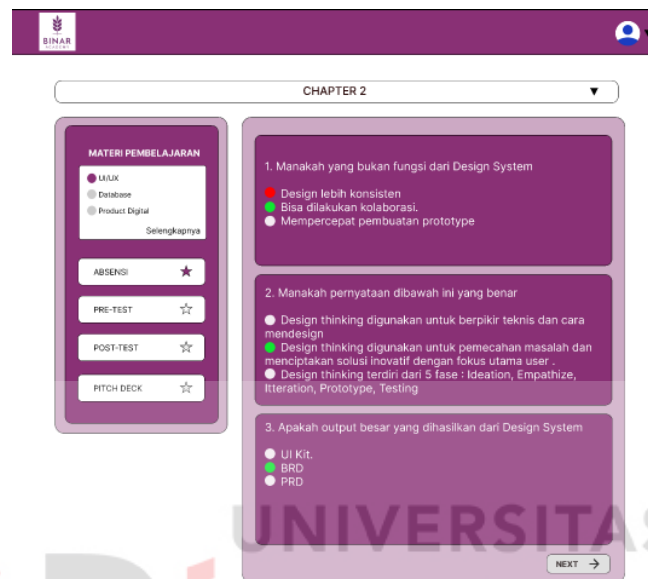 BINAR
ACADEMY
CHAPTER 2
MATERI PEMBELAJARAN
UI/UX
Database
Product Digital
Selengkapnya
ABSENSI
PRE-TEST
POST-TEST
PITCH DECK
1. Manakah yang bukan fungsi dari Design System
Design lebih konsisten
Bisa dilakukan kolaborasi.
Mempercepat pembuatan prototype
2. Manakah pernyataan dibawah ini yang benar
Design thinking digunakan untuk berpikir teknis dan cara
mendesign
Design thinking digunakan untuk pemecahan masalah dan
menciptakan solusi inovatif dengan fokus utama user .
Design thinking terdiri dari 5 fase : Ideation, Empathize,
Itteration, Prototype, Testing
3. Apakah output besar yang dihasilkan dari Design System
UI Kit.
BRD
PRD
NEXT →
UNIVERSITAS